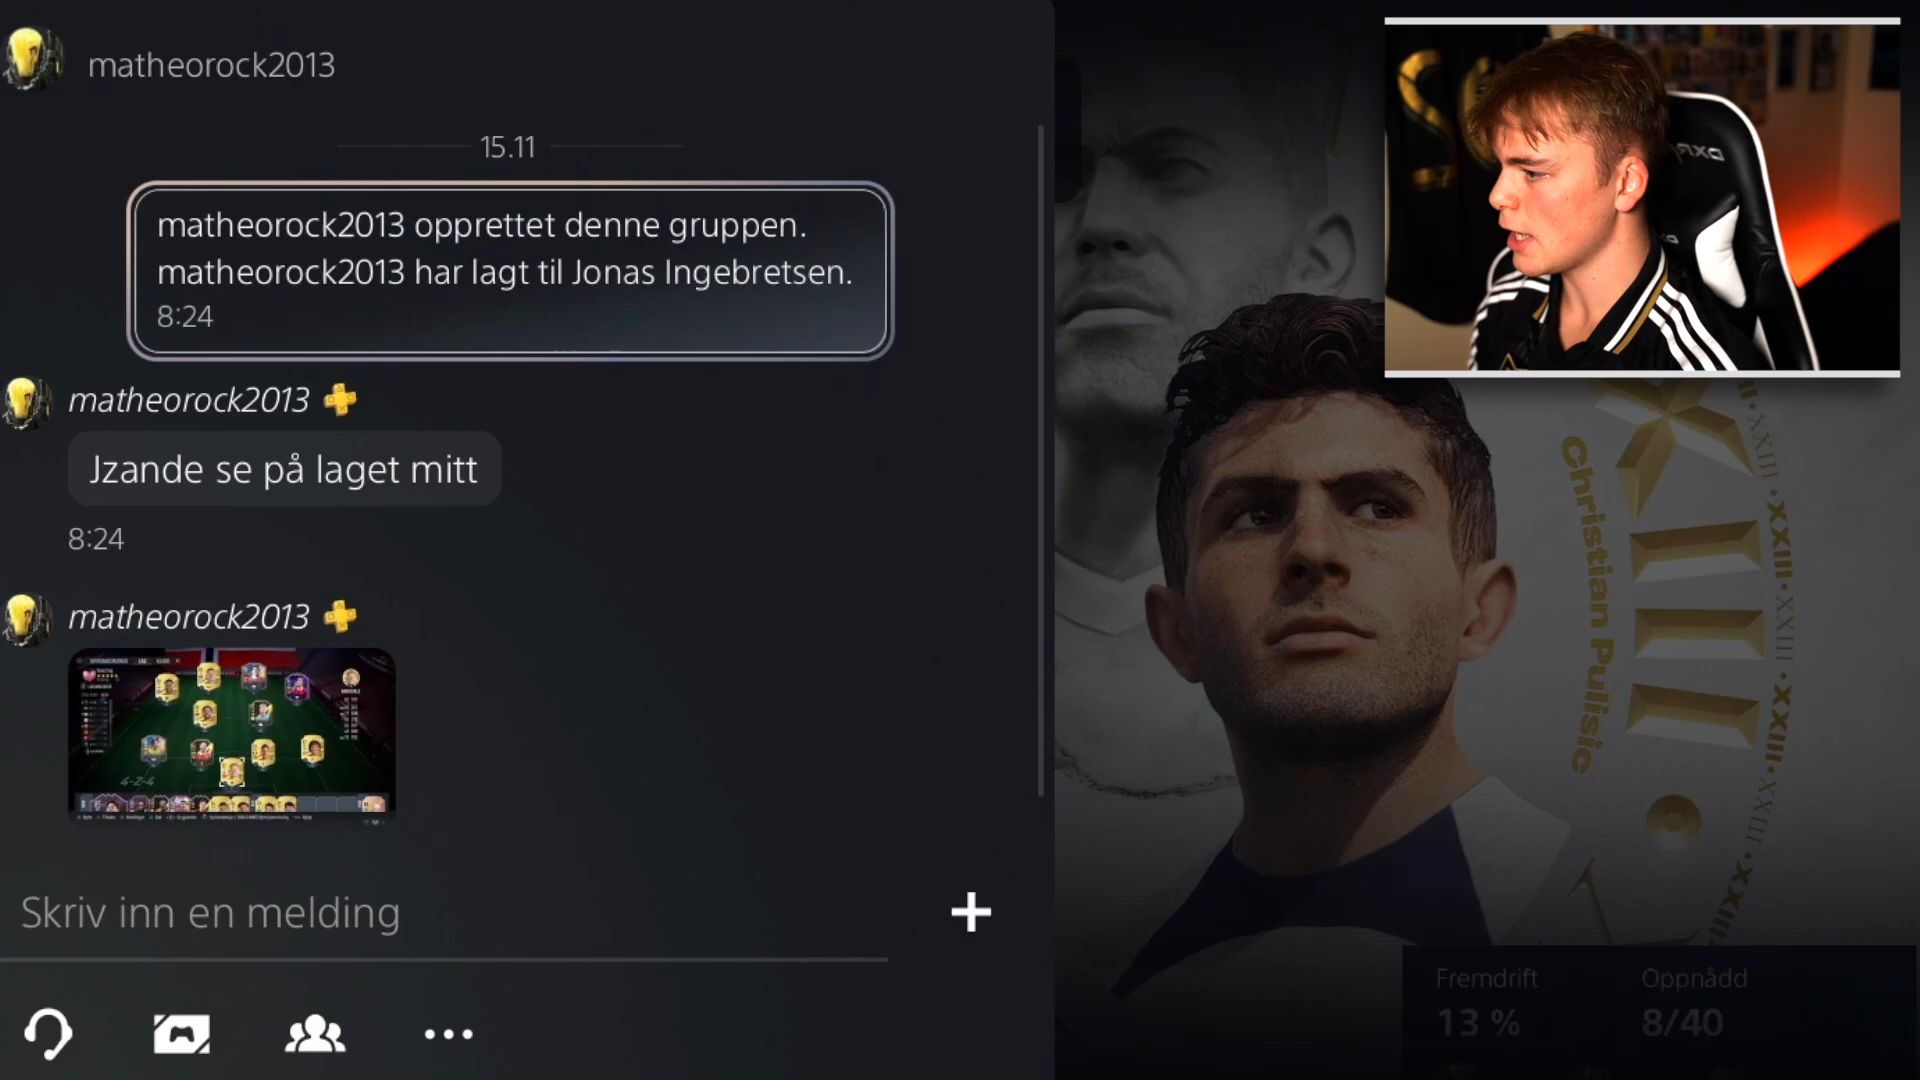 matheorock2013
15.11
matheorock2013 opprettet denne gruppen.
matheorock2013 har lagt til Jonas Ingebretsen.
8:24
matheorock2013
Jzande se på laget mitt
8:24
matheorock2013
4-2-4
Skriv inn en melding
Christian Pulisic
Fremdrift
13 %
Oppnådd
8/40